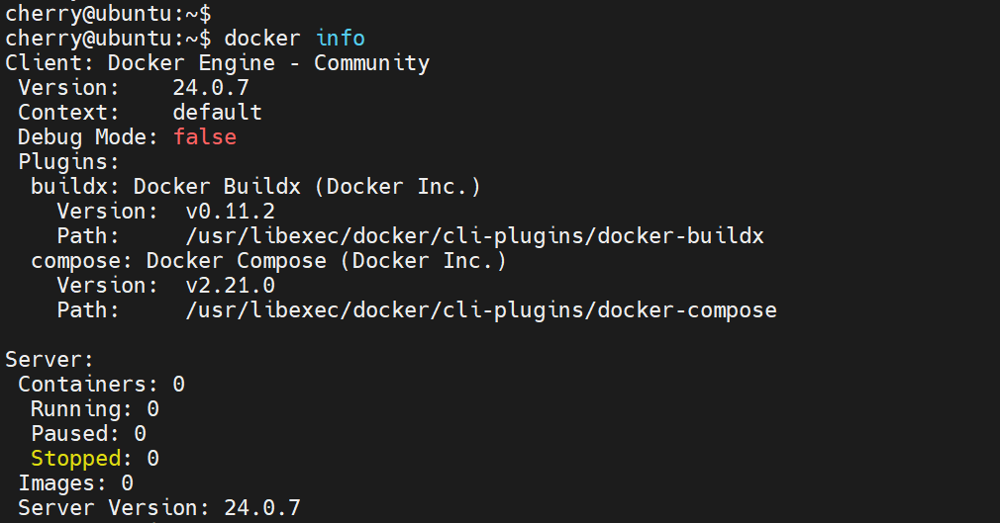 cherry@ubuntu:~$
cherry@ubuntu:~$ docker info
Client: Docker Engine - Community
 Version:    24.0.7
 Context:    default
 Debug Mode: false
 Plugins:
  buildx: Docker Buildx (Docker Inc.)
    Version:  v0.11.2
    Path:     /usr/libexec/docker/cli-plugins/docker-buildx
  compose: Docker Compose (Docker Inc.)
    Version:  v2.21.0
    Path:     /usr/libexec/docker/cli-plugins/docker-compose

Server:
 Containers: 0
  Running: 0
  Paused: 0
  Stopped: 0
 Images: 0
 Server Version: 24.0.7